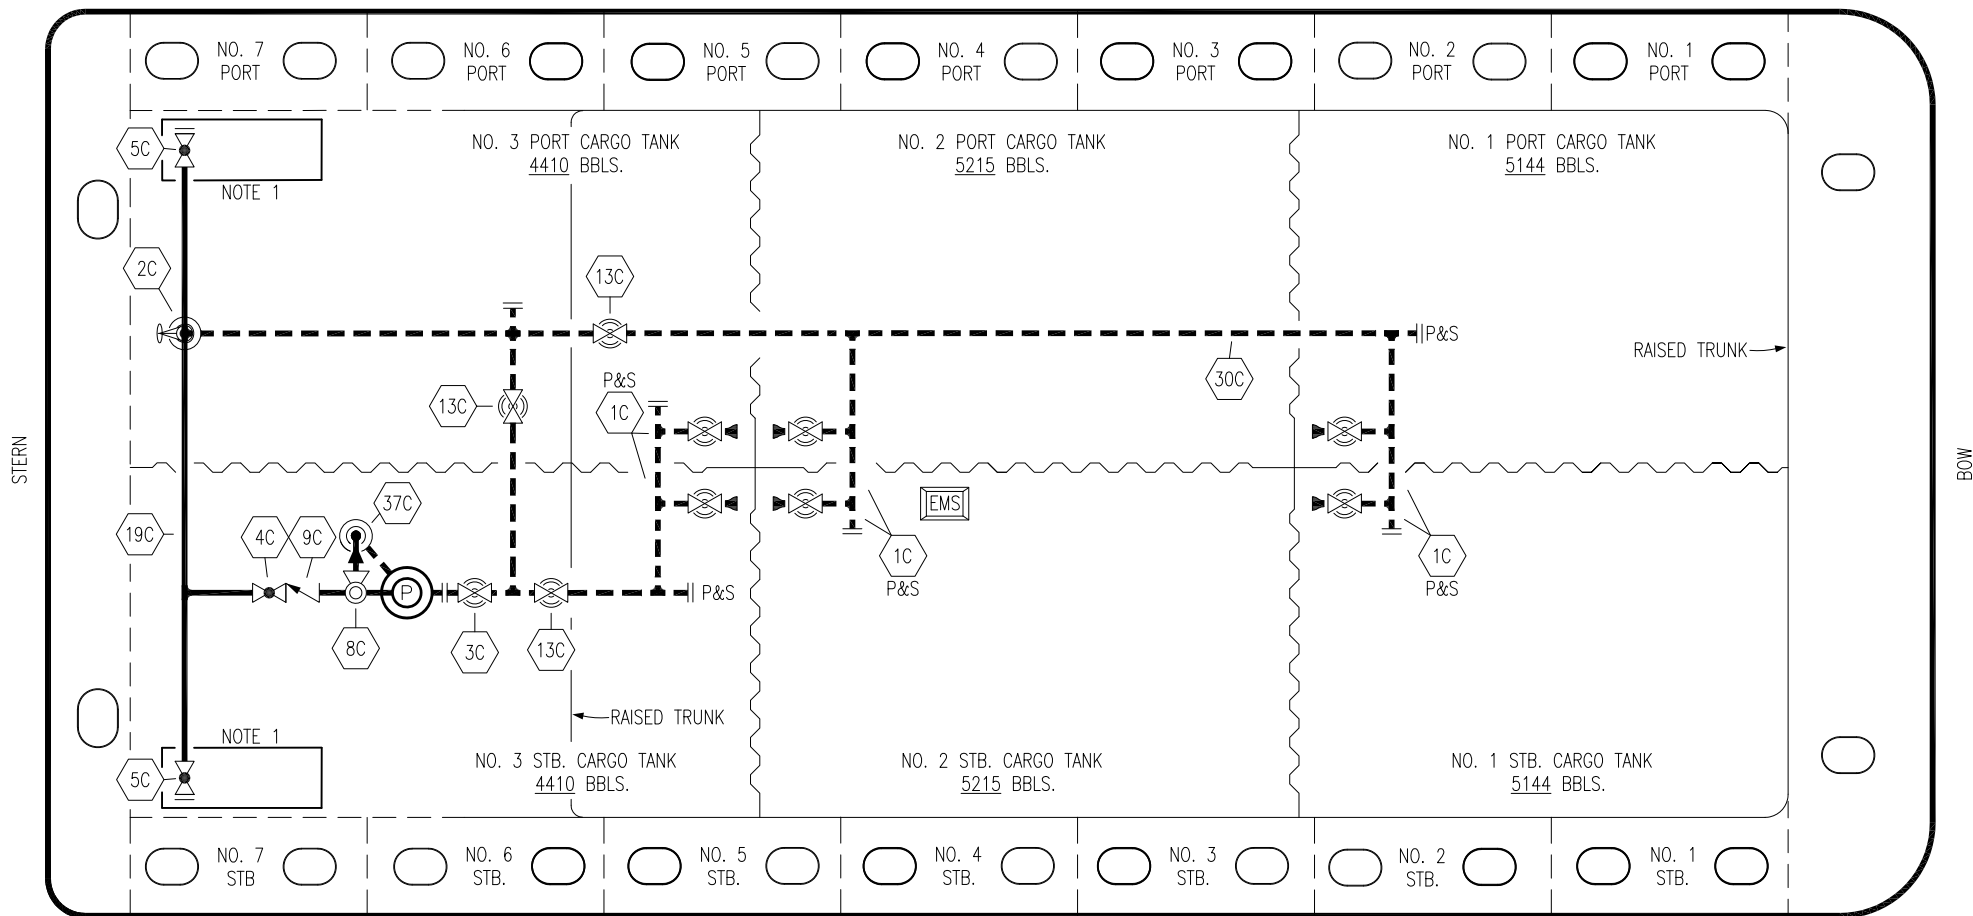 NO. 7
PORT
NO. 6
PORT
NO. 5
PORT
NO. 4
PORT
NO. 3
PORT
NO. 2
PORT
NO. 1
PORT
5C
NOTE 1
NO. 3 PORT CARGO TANK
4410 BBLS.
NO. 2 PORT CARGO TANK
5215 BBLS.
NO. 1 PORT CARGO TANK
5144 BBLS.
2C
13C
P&S
RAISED TRUNK
30C
P&S
13C
1C
STERN
BOW
EMS
37C
19C
4C
9C
1C
P&S
1C
P&S
P
P&S
8C
3C
13C
RAISED TRUNK
NOTE 1
5C
NO. 3 STB. CARGO TANK
4410 BBLS.
NO. 2 STB. CARGO TANK
5215 BBLS.
NO. 1 STB. CARGO TANK
5144 BBLS.
NO. 7
STB
NO. 6
STB.
NO. 5
STB.
NO. 4
STB.
NO. 3
STB.
NO. 2
STB.
NO. 1
STB.